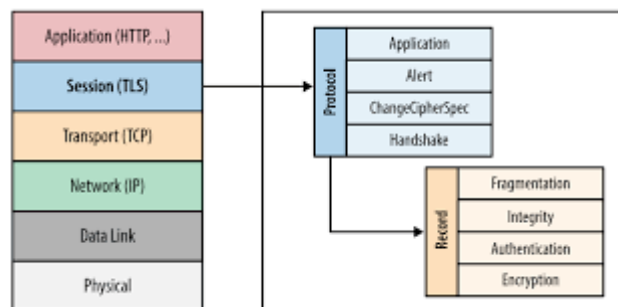 Application (HTTP, ...)
Session (TLS)
Transport (TCP)
Network (IP)
Data Link
Physical
Protocol
Application
Alert
ChangeCipherSpec
Handshake
Record
Fragmentation
Integrity
Authentication
Encryption